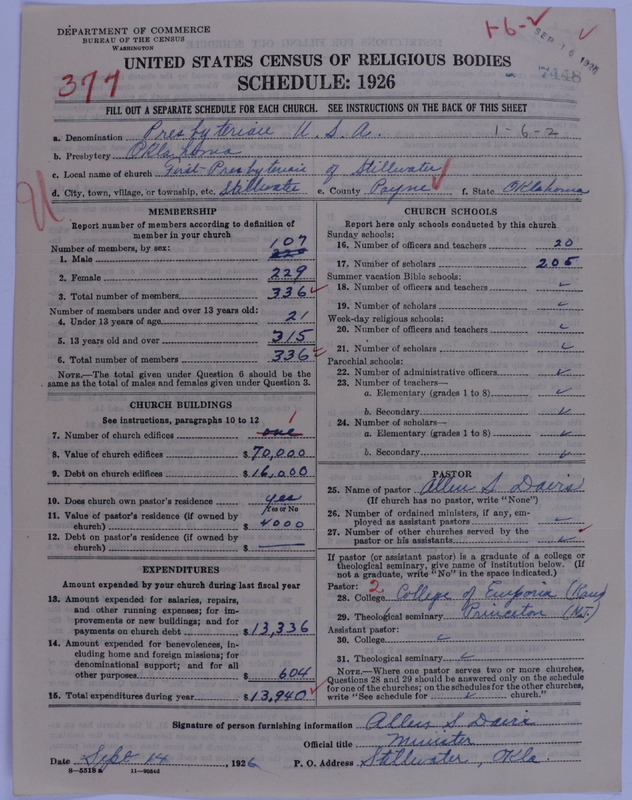 DEPARTMENT OF COMMERCE
BUREAU OF THE CENSUS
WASHINGTON
1-6-✓
SEP 16 1926
7448
377
UNITED STATES CENSUS OF RELIGIOUS BODIES
SCHEDULE: 1926
FILL OUT A SEPARATE SCHEDULE FOR EACH CHURCH. SEE INSTRUCTIONS ON THE BACK OF THIS SHEET
a. Denomination Presbyterian U. S. A. 1-6-2
b. Presbytery Oklahoma
c. Local name of church First-Presbyterian of Stillwater
d. City, town, village, or township, etc. Stillwater e. County Payne f. State Oklahoma
MEMBERSHIP
Report number of members according to definition of
member in your church
Number of members, by sex:
1. Male 107
2. Female 229
3. Total number of members 336 ✓
Number of members under and over 13 years old:
4. Under 13 years of age 21
5. 13 years old and over 315
6. Total number of members 336
NOTE.—The total given under Question 6 should be
same as the total of males and females given under Question 3.
CHURCH BUILDINGS
See instructions, paragraphs 10 to 12
7. Number of church edifices one 1
8. Value of church edifices $ 70,000
9. Debt on church edifices $ 16,000
10. Does church own pastor's residence yes
Yes or No
11. Value of pastor's residence (if owned by
church) $ 4000
12. Debt on pastor's residence (if owned by
church) $ —
EXPENDITURES
Amount expended by your church during last fiscal year
13. Amount expended for salaries, repairs,
and other running expenses; for im-
provements or new buildings; and for
payments on church debt $ 13,336
14. Amount expended for benevolences, in-
cluding home and foreign missions; for
denominational support; and for all
other purposes $ 604
15. Total expenditures during year $ 13,940 ✓
CHURCH SCHOOLS
Report here only schools conducted by this church
Sunday schools:
16. Number of officers and teachers 20
17. Number of scholars 205
Summer vacation Bible schools:
18. Number of officers and teachers ✓
19. Number of scholars ✓
Week-day religious schools:
20. Number of officers and teachers ✓
21. Number of scholars ✓
Parochial schools:
22. Number of administrative officers ✓
23. Number of teachers—
a. Elementary (grades 1 to 8) ✓
b. Secondary ✓
24. Number of scholars—
a. Elementary (grades 1 to 8) ✓
b. Secondary ✓
PASTOR
25. Name of pastor Allen S. Davis
(If church has no pastor, write "None")
26. Number of ordained ministers, if any, em-
ployed as assistant pastors ✓
27. Number of other churches served by the
pastor or his assistants ✓
If pastor (or assistant pastor) is a graduate of a college or
theological seminary, give name of institution below. (If
not a graduate, write "No" in the space indicated.)
Pastor: 2
28. College College of Emporia (Kans)
29. Theological seminary Princeton (N.J.)
Assistant pastor:
30. College ✓
31. Theological seminary ✓
NOTE.—Where one pastor serves two or more churches,
Questions 28 and 29 should be answered only on the schedule
for one of the churches; on the schedules for the other churches,
write "See schedule for ✓ church."
Signature of person furnishing information Allen S. Davis
Official title Minister
Date Sept 14, 1926 P. O. Address Stillwater, Okla.
8—5518a 11—9024d